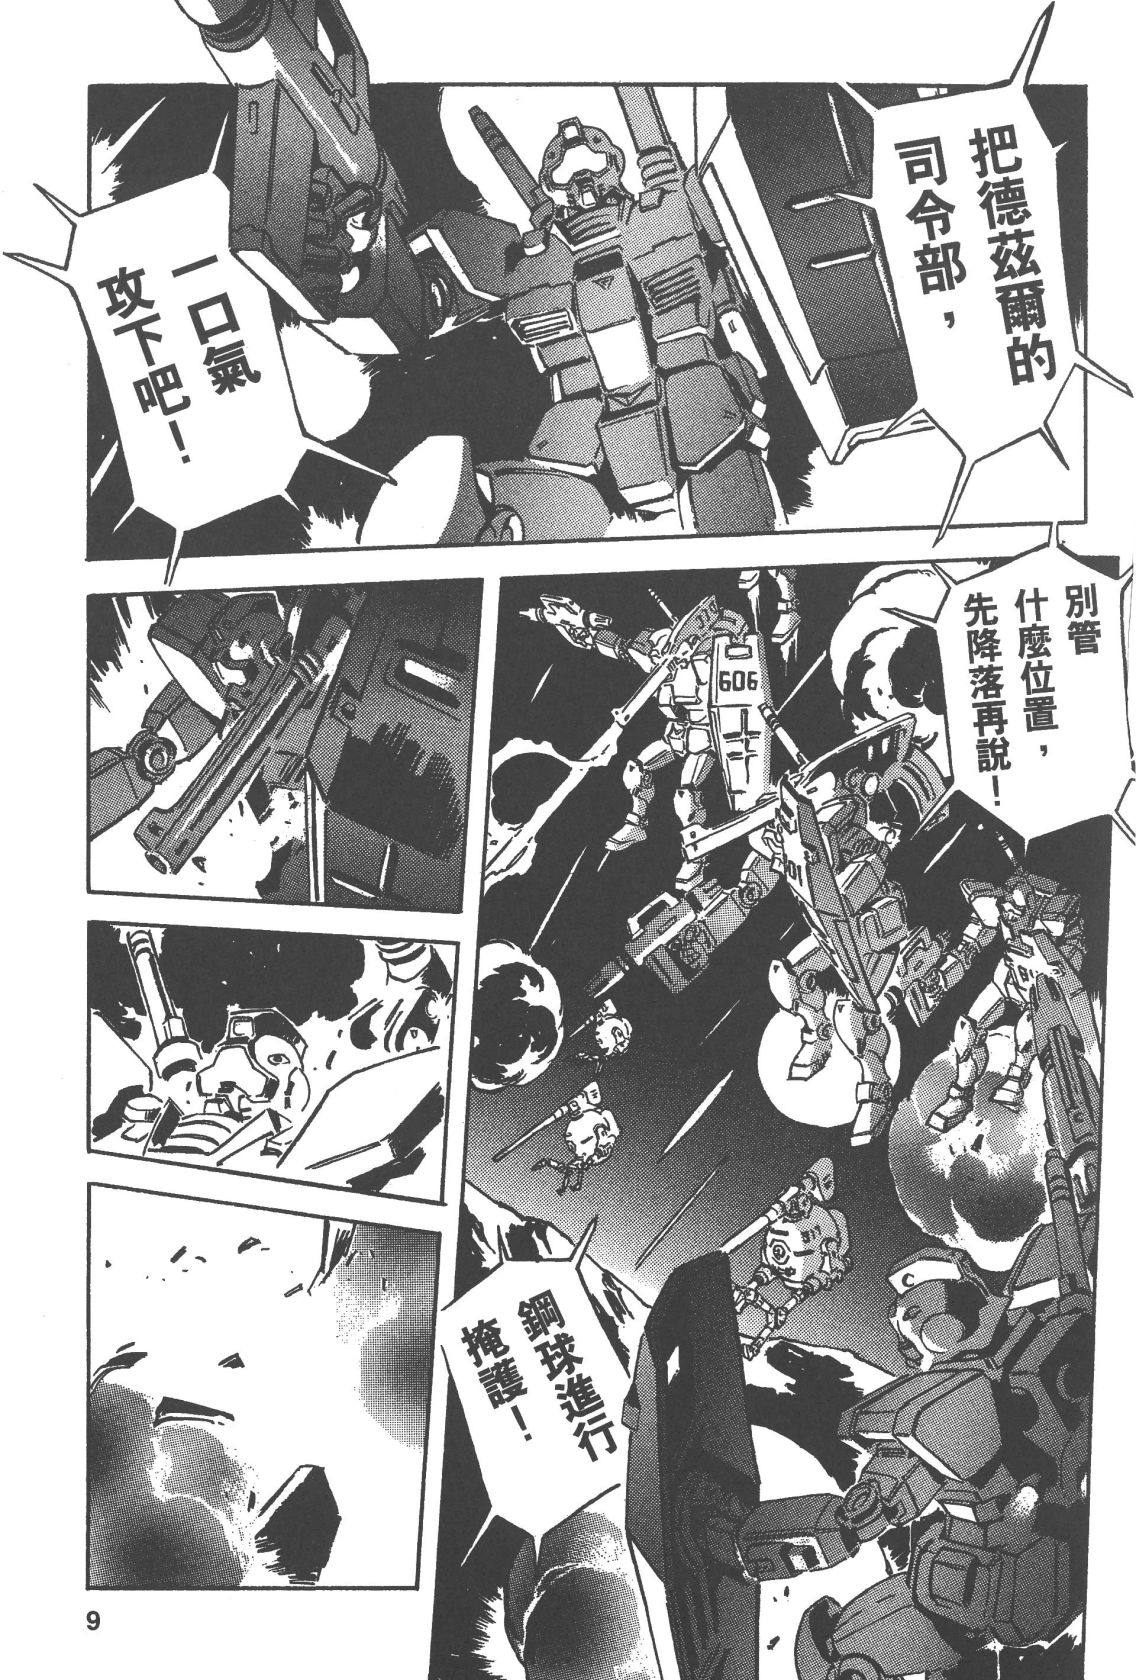 把德茲爾的
司令部，
一口氣
攻下吧！
別管
什麼位置，
先降落再說！
606
601
鋼球進行
掩護！
9